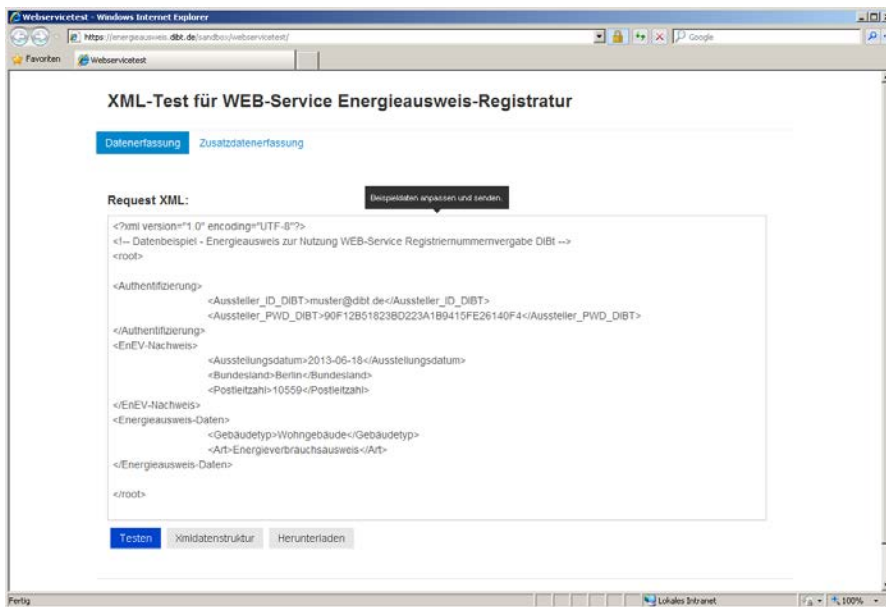 Webservicetest - Windows Internet Explorer
https://energieausweis.dibt.de/sandbox/webservicetest/
Google
Favoriten
Webservicetest
XML-Test für WEB-Service Energieausweis-Registratur
Datenerfassung
Zusatzdatenerfassung
Request XML:
Beispieldaten anpassen und senden.
<?xml version="1.0" encoding="UTF-8"?>
<!-- Datenbeispiel - Energieausweis zur Nutzung WEB-Service Registriernummernvergabe DIBt -->
<root>
<Authentifizierung>
<Aussteller_ID_DIBT>muster@dibt.de</Aussteller_ID_DIBT>
<Aussteller_PWD_DIBT>90F12B51823BD223A1B9415FE26140F4</Aussteller_PWD_DIBT>
</Authentifizierung>
<EnEV-Nachweis>
<Ausstellungsdatum>2013-06-18</Ausstellungsdatum>
<Bundesland>Berlin</Bundesland>
<Postleitzahl>10559</Postleitzahl>
</EnEV-Nachweis>
<Energieausweis-Daten>
<Gebäudetyp>Wohngebäude</Gebäudetyp>
<Art>Energieverbrauchsausweis</Art>
</Energieausweis-Daten>
</root>
Testen
Xmldatenstruktur
Herunterladen
Fertig
Lokales Intranet
100%